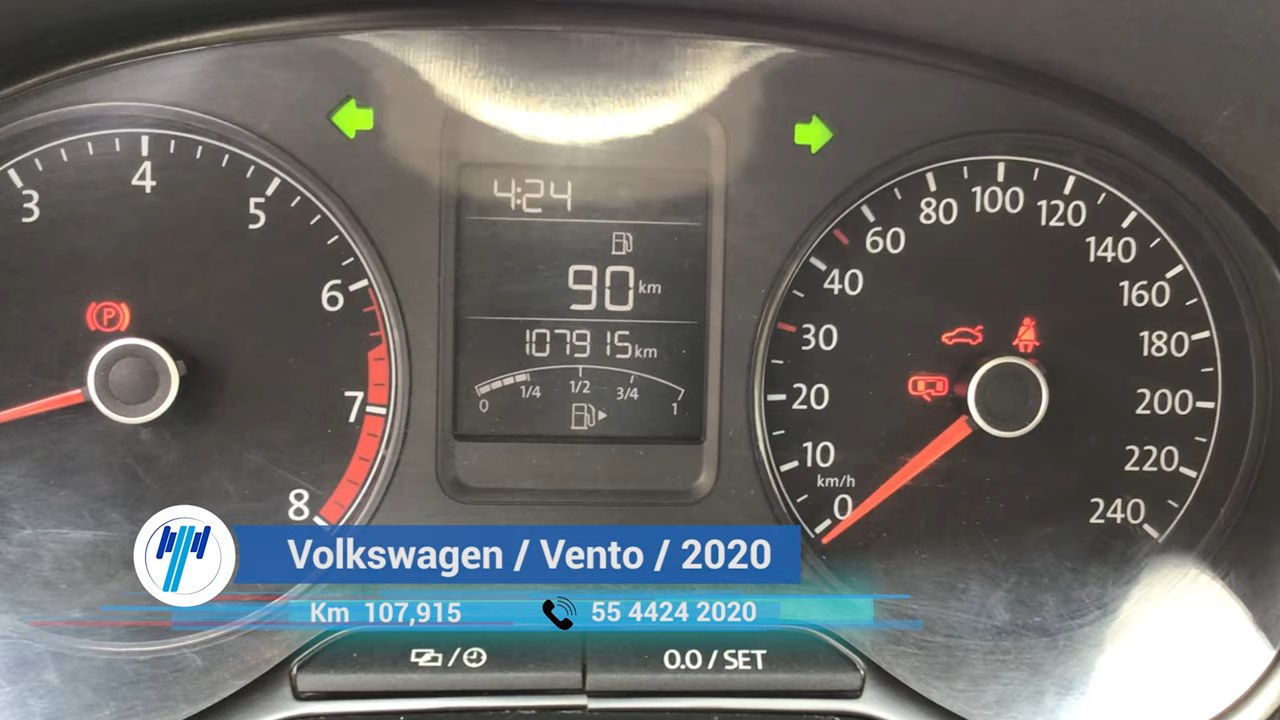 3 4 5 6 7 8
P
4:24
90 km
107915 km
0 1/4 1/2 3/4 1
0 10 20 30 40 60 80 100 120 140 160 180 200 220 240
km/h
Volkswagen / Vento / 2020
Km 107,915 55 4424 2020
0.0 / SET